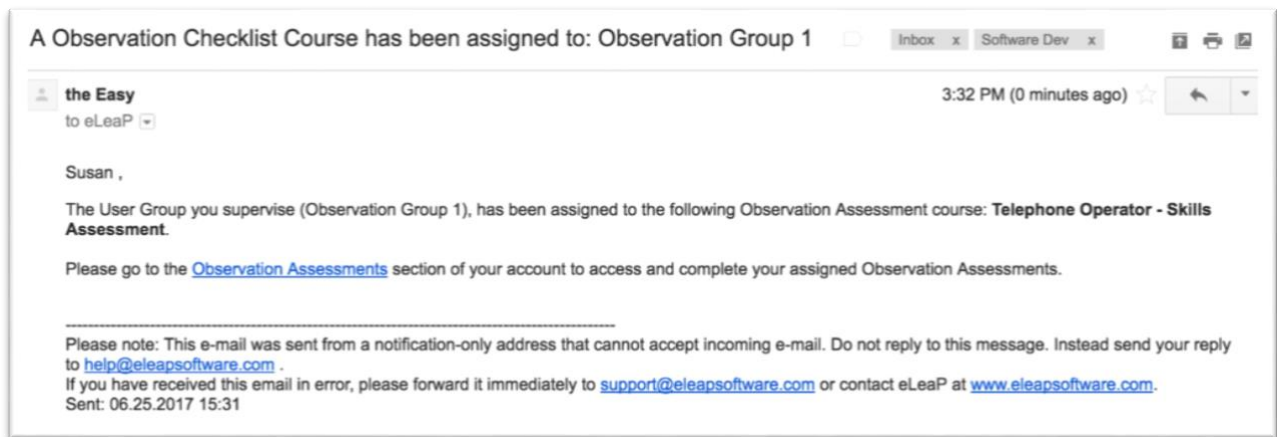 A Observation Checklist Course has been assigned to: Observation Group 1 Inbox x Software Dev x
the Easy 3:32 PM (0 minutes ago)
to eLeaP
Susan ,
The User Group you supervise (Observation Group 1), has been assigned to the following Observation Assessment course: Telephone Operator - Skills
Assessment.
Please go to the Observation Assessments section of your account to access and complete your assigned Observation Assessments.
--------------------------------------------------------------------------------------------------------------
Please note: This e-mail was sent from a notification-only address that cannot accept incoming e-mail. Do not reply to this message. Instead send your reply
to help@eleapsoftware.com .
If you have received this email in error, please forward it immediately to support@eleapsoftware.com or contact eLeaP at www.eleapsoftware.com.
Sent: 06.25.2017 15:31